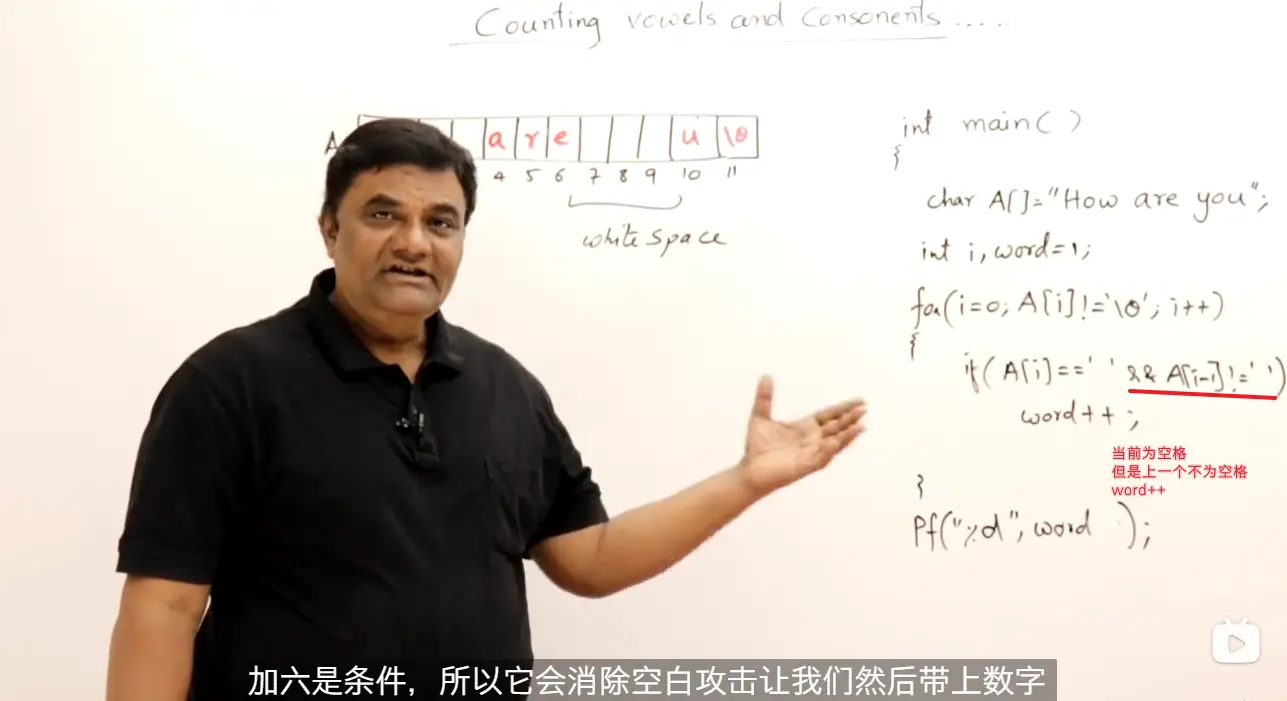 Counting vowels and Consonents .....
A
a r e u \0
4 5 6 7 8 9 10 11
white space
int main( )
{
char A[]="How are you";
int i, word=1;
for(i=0; A[i]!='\0'; i++)
{
if( A[i]==' ' && A[i-1]!=' ')
word++;
当前为空格
但是上一个不为空格
word++
}
Pf("%d", word );
加六是条件，所以它会消除空白攻击让我们然后带上数字